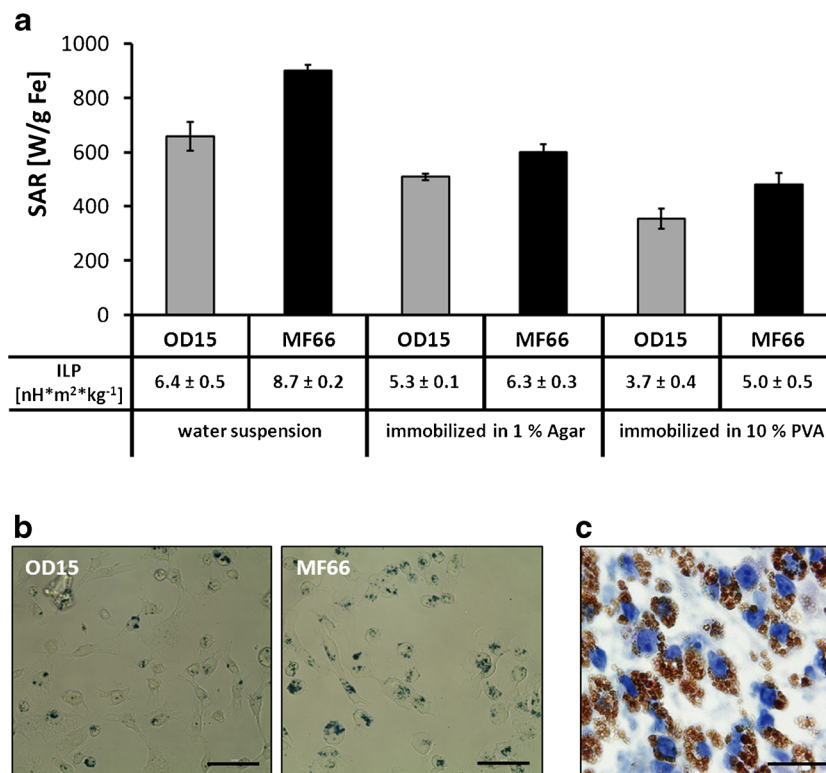 a
SAR [W/g Fe]
1000
800
600
400
200
0
OD15 MF66 OD15 MF66 OD15 MF66
ILP
[nH*m²*kg⁻¹]
6.4 ± 0.5 8.7 ± 0.2 5.3 ± 0.1 6.3 ± 0.3 3.7 ± 0.4 5.0 ± 0.5
water suspension immobilized in 1 % Agar immobilized in 10 % PVA
b
c
OD15
MF66